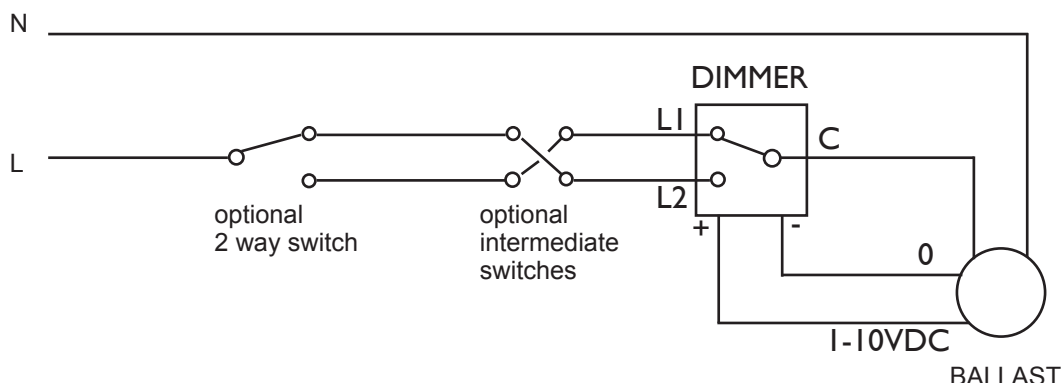 N
DIMMER
L1
C
L
L2
optional
2 way switch
optional
intermediate
switches
+
-
0
1-10VDC
BALLAST